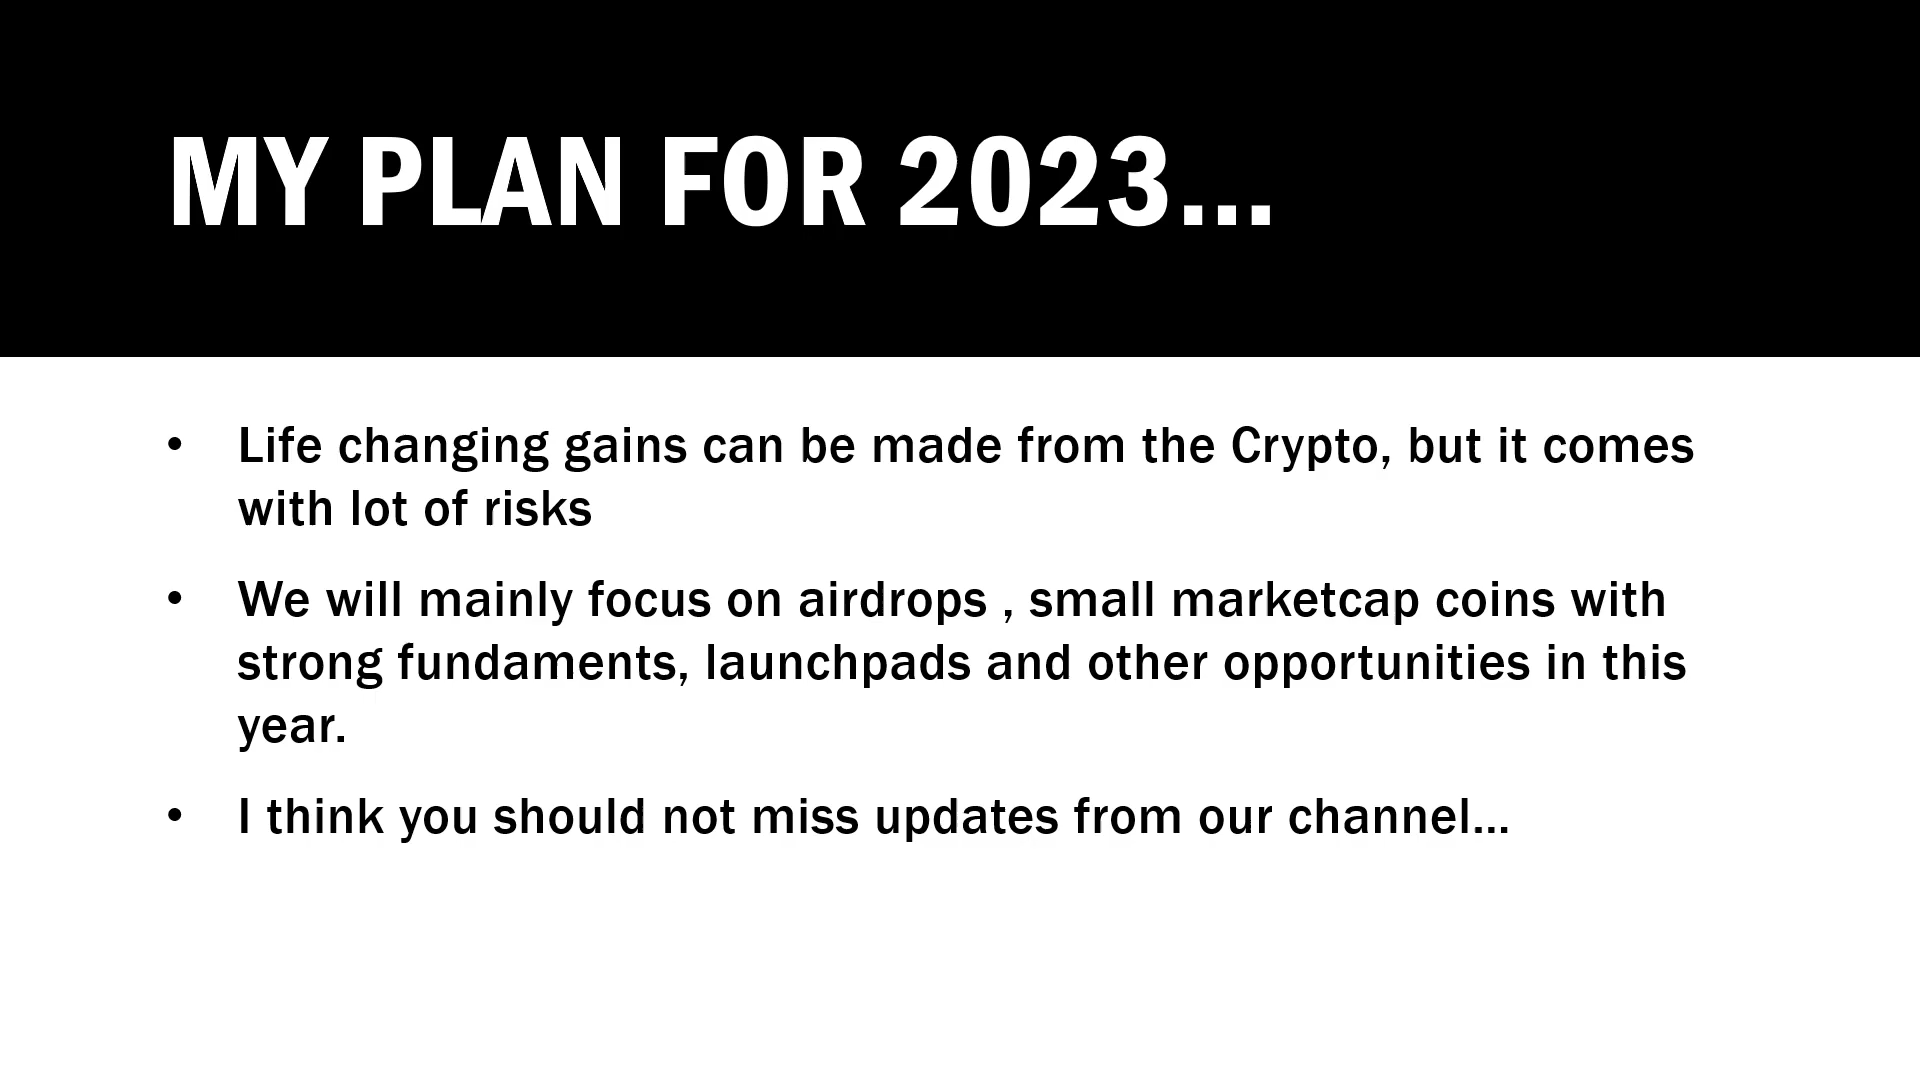 MY PLAN FOR 2023...
• Life changing gains can be made from the Crypto, but it comes
with lot of risks
• We will mainly focus on airdrops , small marketcap coins with
strong fundaments, launchpads and other opportunities in this
year.
• I think you should not miss updates from our channel...